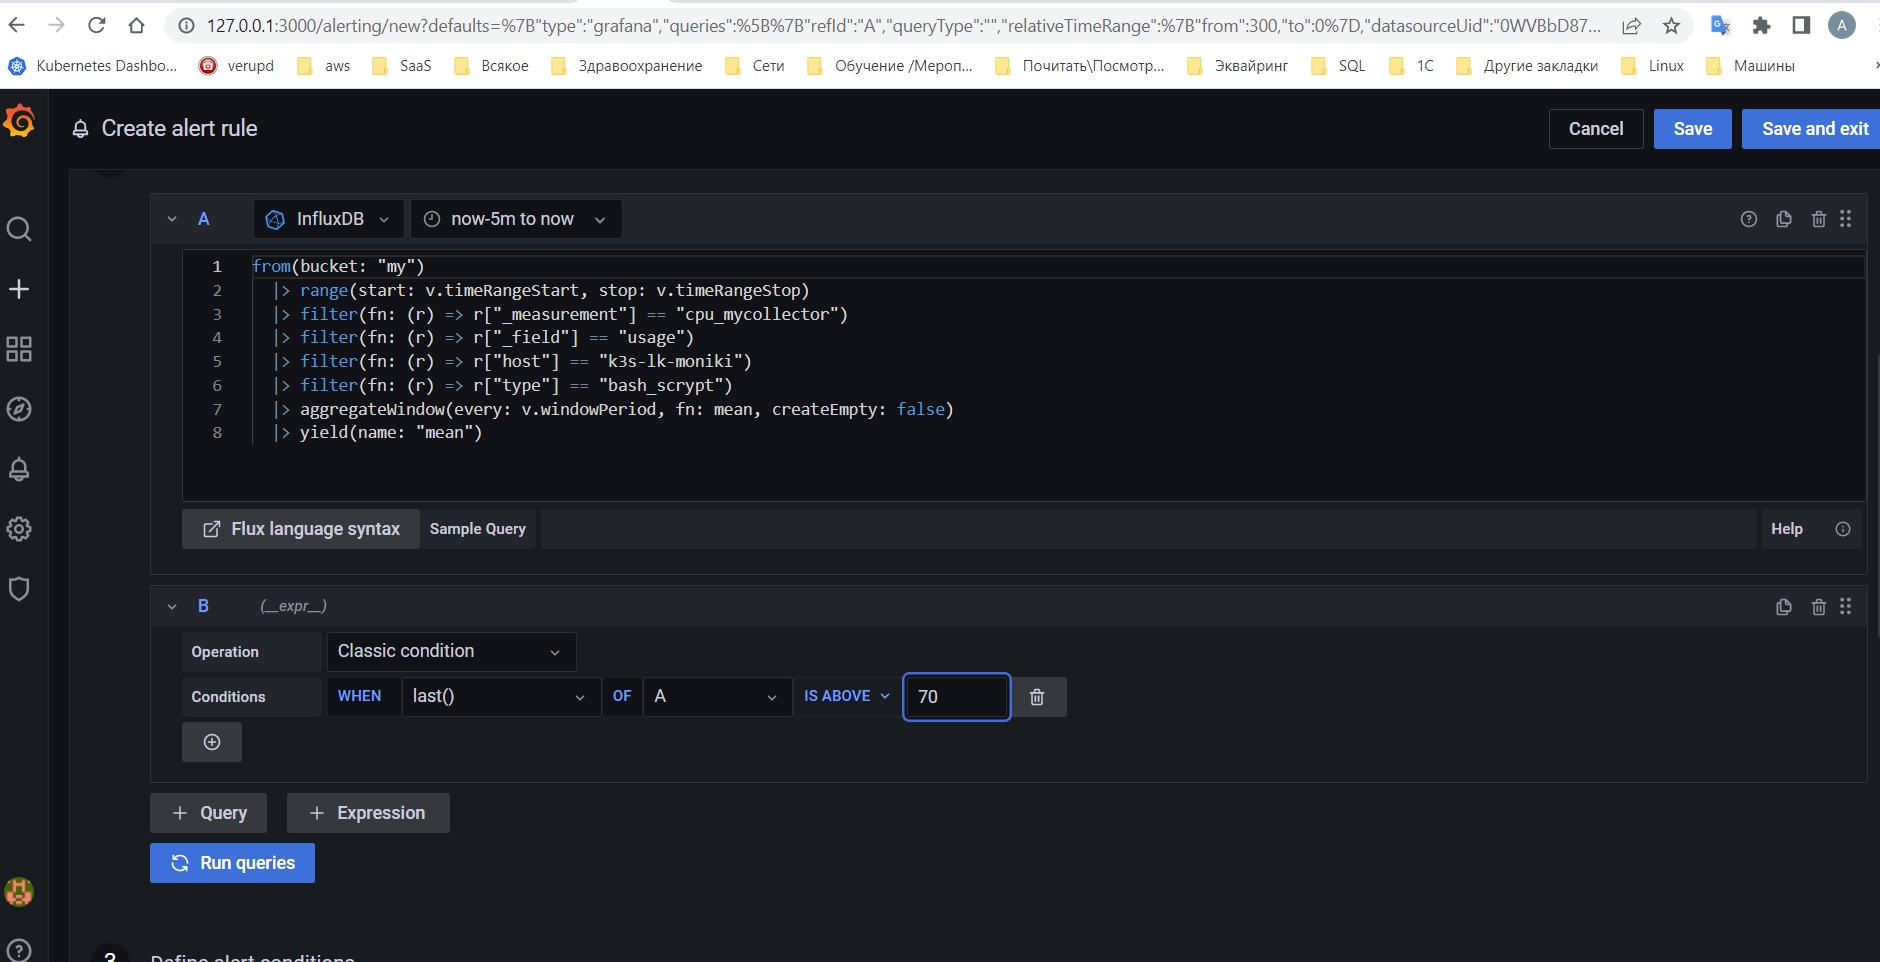 127.0.0.1:3000/alerting/new?defaults=%7B"type":"grafana","queries":%5B%7B"refId":"A","queryType":"","relativeTimeRange":%7B"from":300,"to":0%7D,"datasourceUid":"0WVBbD87...
A
Kubernetes Dashbo... verupd aws SaaS Всякое Здравоохранение Сети Обучение /Мероп... Почитать\Посмотр... Эквайринг SQL 1C Другие закладки Linux Машины
Create alert rule Cancel Save Save and exit
A InfluxDB now-5m to now
1 from(bucket: "my")
2 |> range(start: v.timeRangeStart, stop: v.timeRangeStop)
3 |> filter(fn: (r) => r["_measurement"] == "cpu_mycollector")
4 |> filter(fn: (r) => r["_field"] == "usage")
5 |> filter(fn: (r) => r["host"] == "k3s-lk-moniki")
6 |> filter(fn: (r) => r["type"] == "bash_scrypt")
7 |> aggregateWindow(every: v.windowPeriod, fn: mean, createEmpty: false)
8 |> yield(name: "mean")
Flux language syntax Sample Query Help
B (__expr__)
Operation Classic condition
Conditions WHEN last() OF A IS ABOVE 70
+ Query + Expression
Run queries
3 Define alert conditions